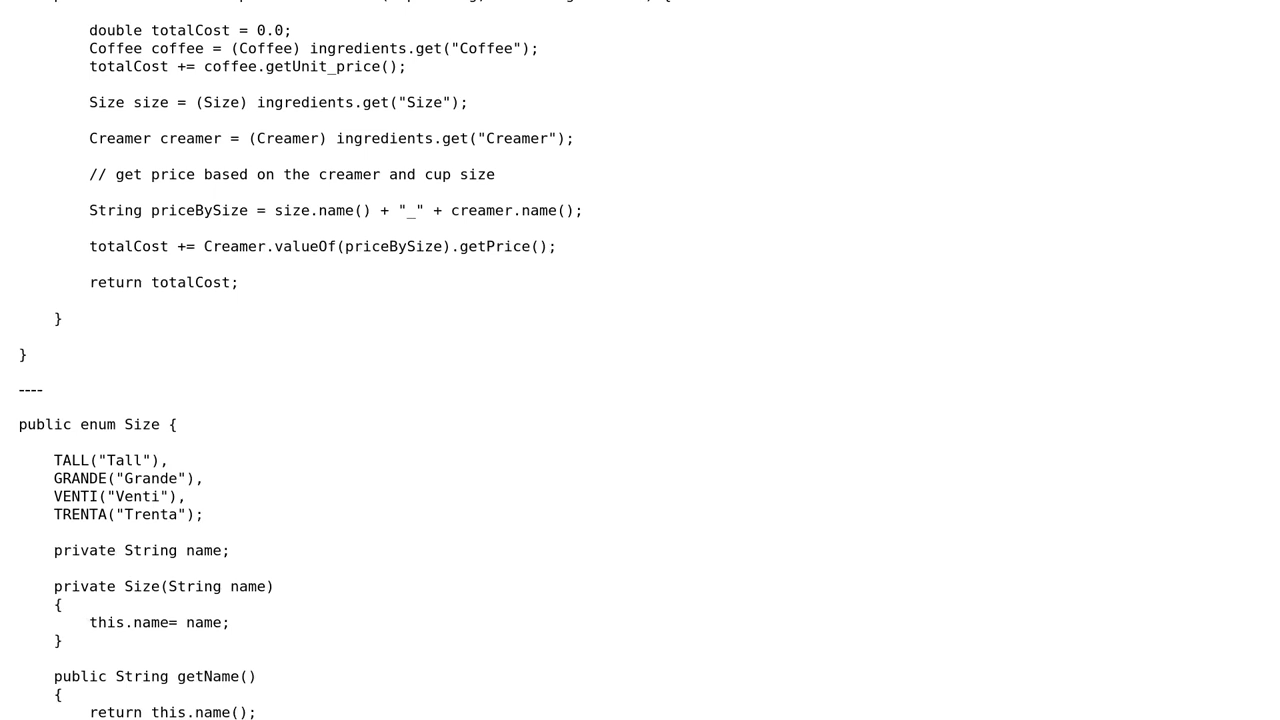 double totalCost = 0.0;
Coffee coffee = (Coffee) ingredients.get("Coffee");
totalCost += coffee.getUnit_price();
Size size = (Size) ingredients.get("Size");
Creamer creamer = (Creamer) ingredients.get("Creamer");
// get price based on the creamer and cup size
String priceBySize = size.name() + "_" + creamer.name();
totalCost += Creamer.valueOf(priceBySize).getPrice();
return totalCost;
}
}
----
public enum Size {
TALL("Tall"),
GRANDE("Grande"),
VENTI("Venti"),
TRENTA("Trenta");
private String name;
private Size(String name)
{
this.name= name;
}
public String getName()
{
return this.name();